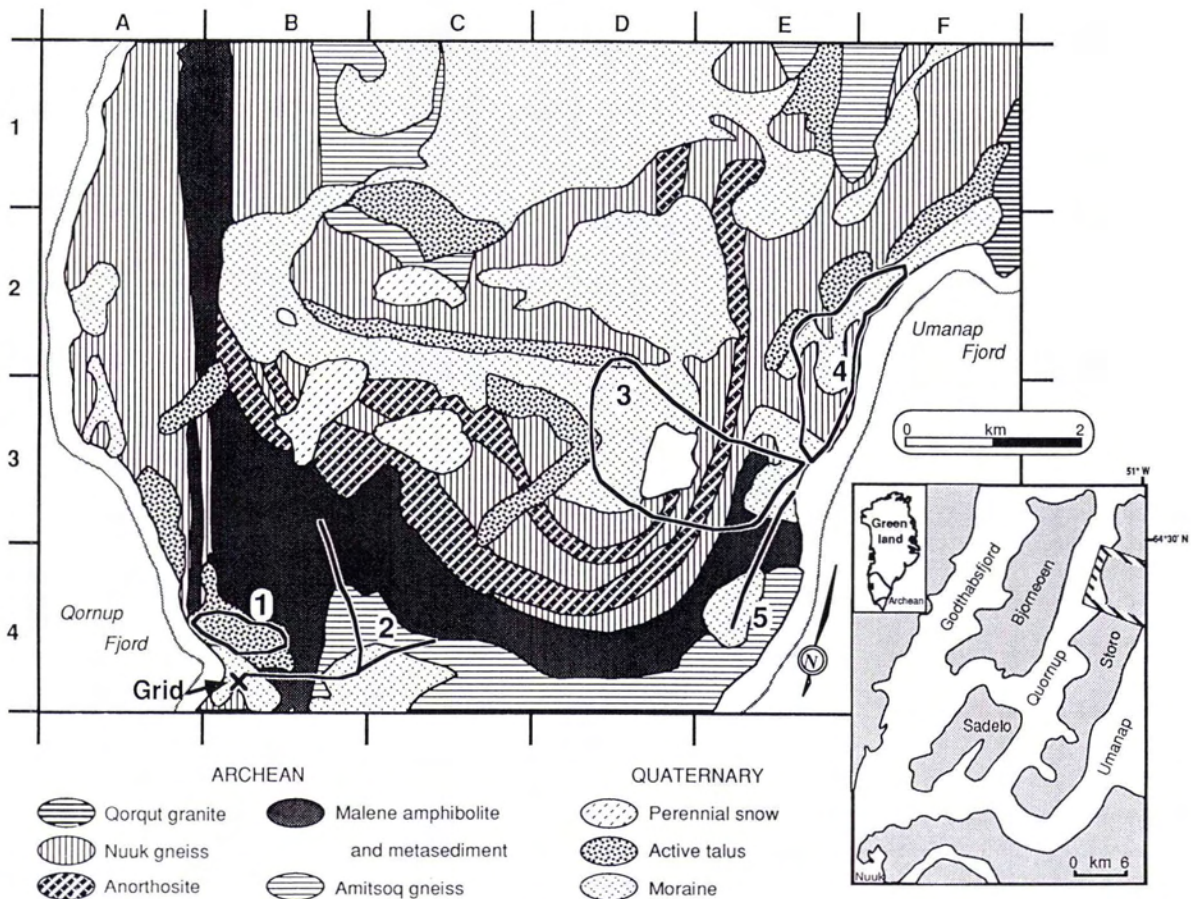 A B C D E F
1
2
3
4
1
2
3
4
5
Umanap
Fjord
0 km 2
Qornup
Fjord
Grid
N
51° W
64°30' N
Green
land
Archean
Godthabsfjord
Bjorneoen
Quornup
Storo
Sadelo
Umanap
Nuuk
0 km 6
ARCHEAN
Qorqut granite
Nuuk gneiss
Anorthosite
Malene amphibolite
and metasediment
Amitsoq gneiss
QUATERNARY
Perennial snow
Active talus
Moraine